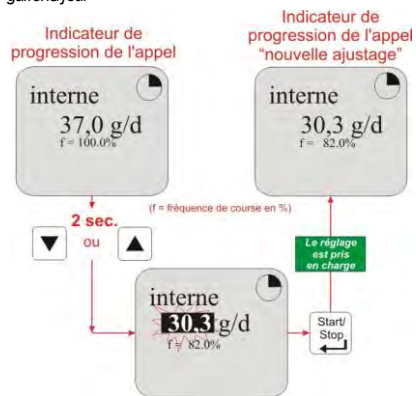 Indicateur de
progression de l'appel
Indicateur de
progression de l'appel
"nouvelle ajustage"
interne
37,0 g/d
f = 100.0%
interne
30,3 g/d
f = 82.0%
2 sec.
ou
(f = fréquence de course en %)
Le réglage
est pris
en charge
interne
30.3 g/d
f = 82.0%
Start/
Stop